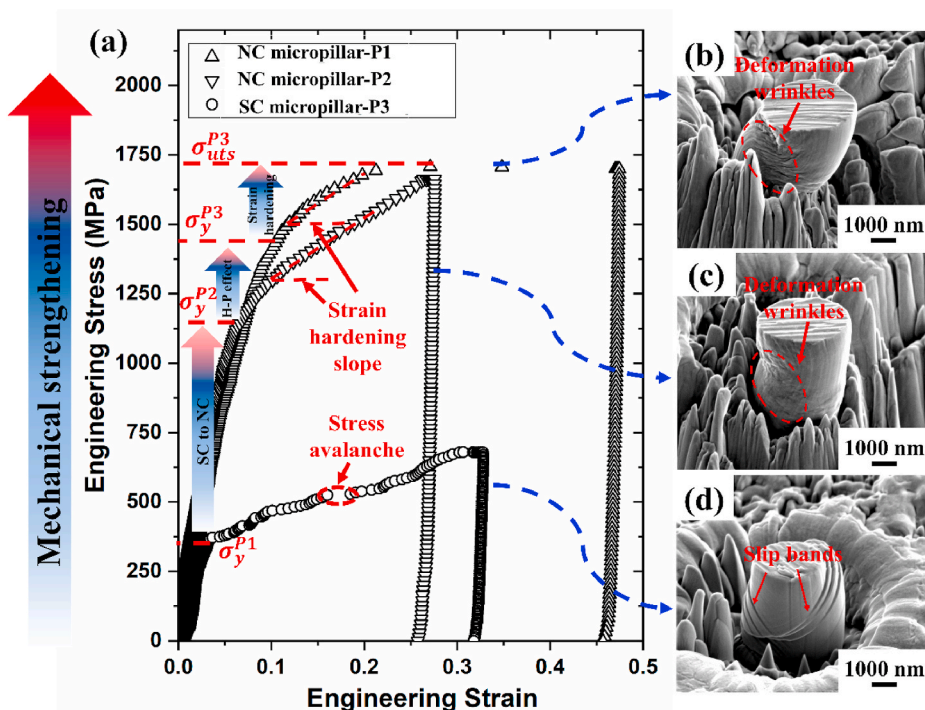 (a)
△ NC micropillar-P1
▽ NC micropillar-P2
○ SC micropillar-P3
Mechanical strengthening
Engineering Stress (MPa)
2000
1750
1500
1250
1000
750
500
250
0
σ_uts^P3
σ_y^P3
σ_y^P2
σ_y^P1
Strain
hardening
H-P effect
SC to NC
Strain
hardening
slope
Stress
avalanche
0.0 0.1 0.2 0.3 0.4 0.5
Engineering Strain
(b)
Deformation
wrinkles
1000 nm
(c)
Deformation
wrinkles
1000 nm
(d)
Slip bands
1000 nm